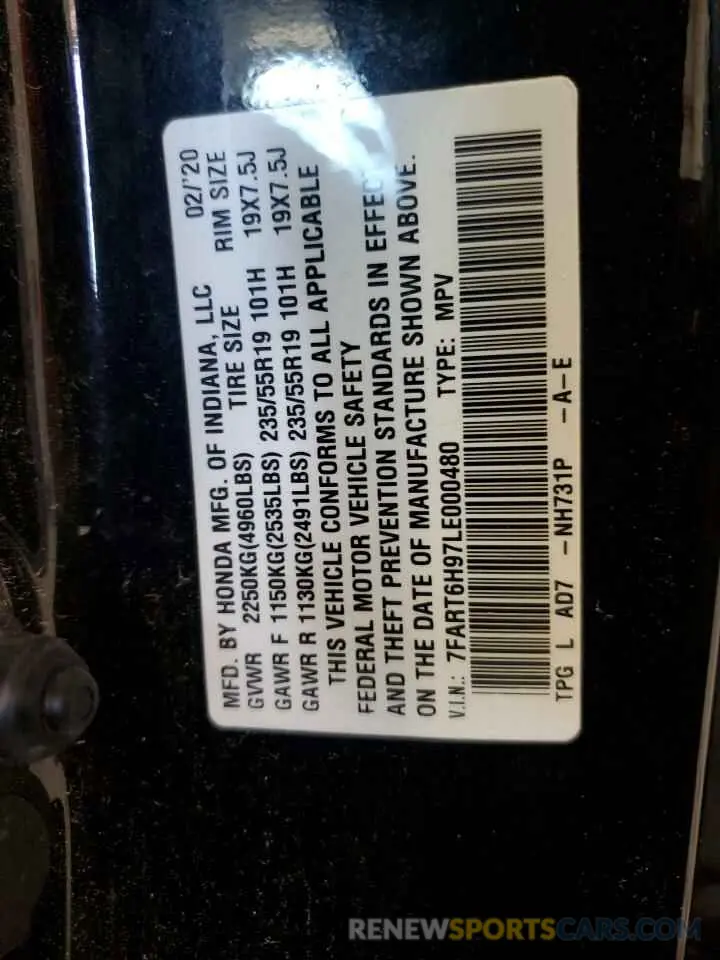 MFD. BY HONDA MFG. OF INDIANA, LLC 02/'20
GVWR 2250KG(4960LBS) TIRE SIZE RIM SIZE
GAWR F 1150KG(2535LBS) 235/55R19 101H 19X7.5J
GAWR R 1130KG(2491LBS) 235/55R19 101H 19X7.5J
THIS VEHICLE CONFORMS TO ALL APPLICABLE
FEDERAL MOTOR VEHICLE SAFETY
AND THEFT PREVENTION STANDARDS IN EFFECT
ON THE DATE OF MANUFACTURE SHOWN ABOVE.
V.I.N.: 7FART6H97LE000480 TYPE: MPV
TPG L AD7 -NH731P -A-E
RENEWSPORTSCARS.COM